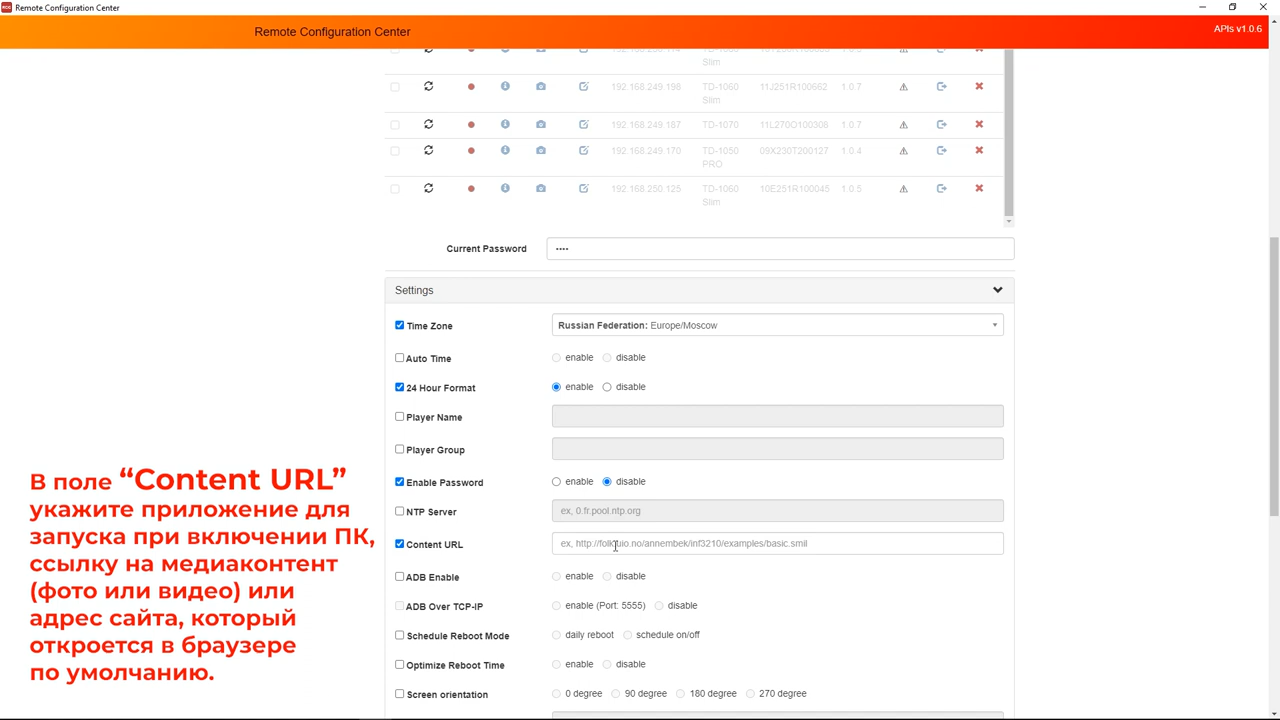 Remote Configuration Center
Remote Configuration Center
APIs v1.0.6
Slim
192.168.249.198 TD-1060 Slim 11J251R100662 1.0.7
192.168.249.187 TD-1070 11L270O100308 1.0.7
192.168.249.170 TD-1050 PRO 09X230T200127 1.0.4
192.168.250.125 TD-1060 Slim 10E251R100045 1.0.5
Current Password ••••
Settings
Time Zone Russian Federation: Europe/Moscow
Auto Time enable disable
24 Hour Format enable disable
Player Name
Player Group
Enable Password enable disable
NTP Server ex, 0.fr.pool.ntp.org
Content URL ex, http://folk.uio.no/annembek/inf3210/examples/basic.smil
ADB Enable enable disable
ADB Over TCP-IP enable (Port: 5555) disable
Schedule Reboot Mode daily reboot schedule on/off
Optimize Reboot Time enable disable
Screen orientation 0 degree 90 degree 180 degree 270 degree
В поле “Content URL”
укажите приложение для
запуска при включении ПК,
ссылку на медиаконтент
(фото или видео) или
адрес сайта, который
откроется в браузере
по умолчанию.